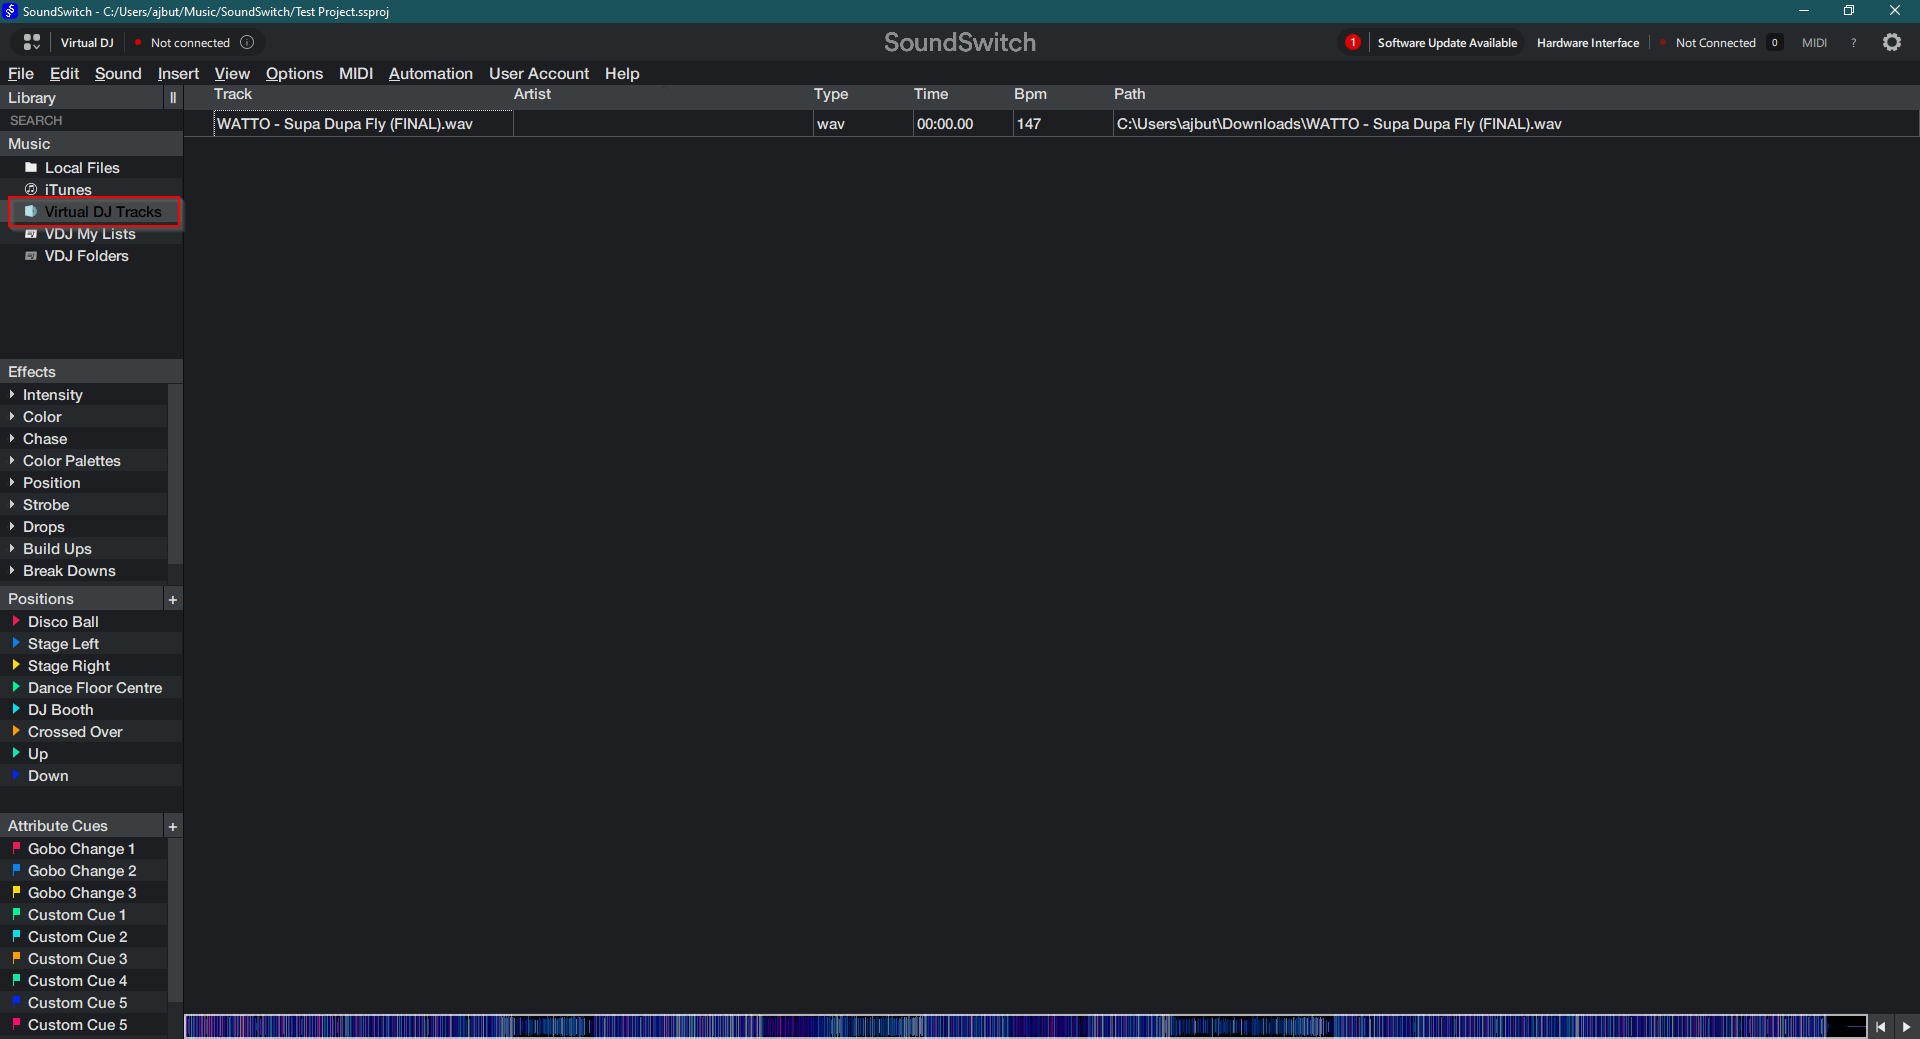 SoundSwitch - C:/Users/ajbut/Music/SoundSwitch/Test Project.ssproj
Virtual DJ Not connected
SoundSwitch
1 Software Update Available Hardware Interface Not Connected 0 MIDI ?
File Edit Sound Insert View Options MIDI Automation User Account Help
Library
Track Artist Type Time Bpm Path
SEARCH
WATTO - Supa Dupa Fly (FINAL).wav wav 00:00.00 147 C:\Users\ajbut\Downloads\WATTO - Supa Dupa Fly (FINAL).wav
Music
Local Files
iTunes
Virtual DJ Tracks
VDJ My Lists
VDJ Folders
Effects
Intensity
Color
Chase
Color Palettes
Position
Strobe
Drops
Build Ups
Break Downs
Positions +
Disco Ball
Stage Left
Stage Right
Dance Floor Centre
DJ Booth
Crossed Over
Up
Down
Attribute Cues +
Gobo Change 1
Gobo Change 2
Gobo Change 3
Custom Cue 1
Custom Cue 2
Custom Cue 3
Custom Cue 4
Custom Cue 5
Custom Cue 5